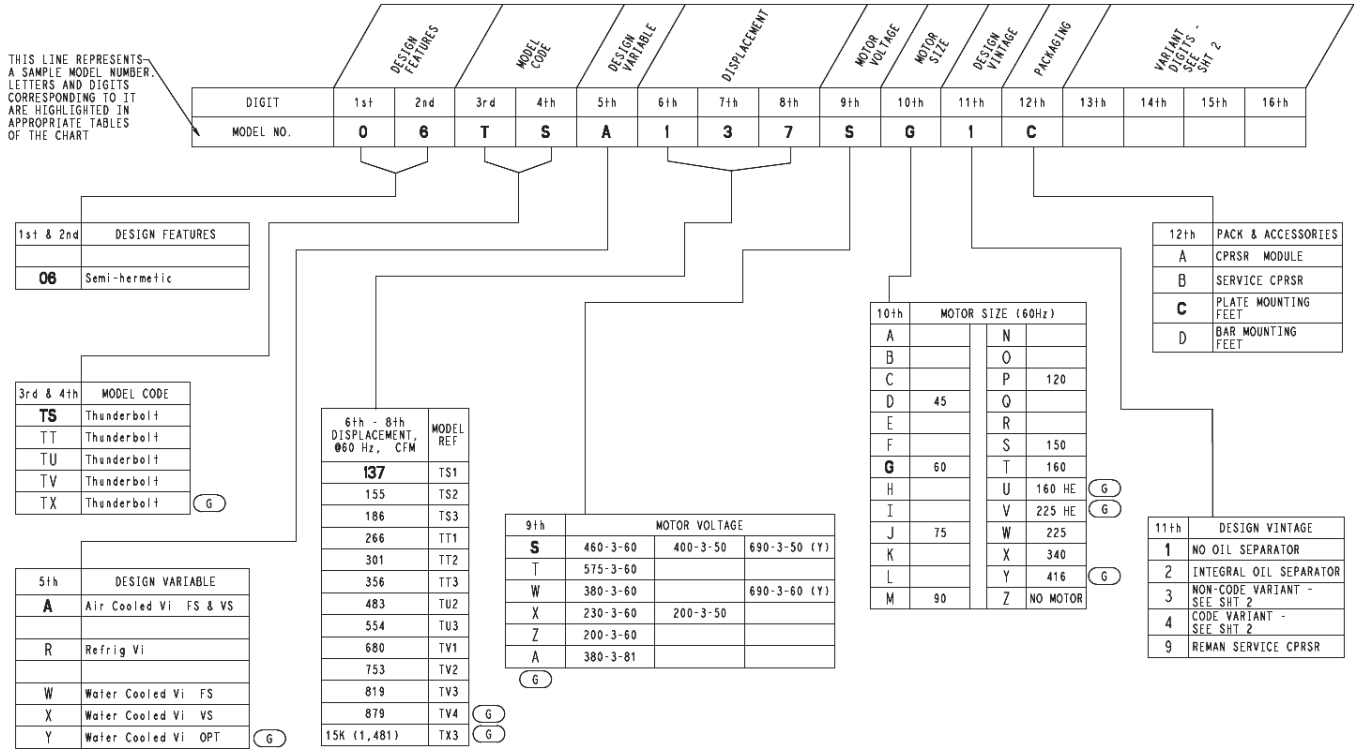 THIS LINE REPRESENTS
A SAMPLE MODEL NUMBER.
LETTERS AND DIGITS
CORRESPONDING TO IT
ARE HIGHLIGHTED IN
APPROPRIATE TABLES
OF THE CHART
DESIGN FEATURES
MODEL CODE
DESIGN VARIABLE
DISPLACEMENT
MOTOR VOLTAGE
MOTOR SIZE
DESIGN VINTAGE
PACKAGING
VARIANT DIGITS - SEE SHT 2
DIGIT 1st 2nd 3rd 4th 5th 6th 7th 8th 9th 10th 11th 12th 13th 14th 15th 16th
MODEL NO. 0 6 T S A 1 3 7 S G 1 C
1st & 2nd DESIGN FEATURES
06 Semi-hermetic
3rd & 4th MODEL CODE
TS Thunderbolt
TT Thunderbolt
TU Thunderbolt
TV Thunderbolt
TX Thunderbolt G
5th DESIGN VARIABLE
A Air Cooled Vi FS & VS
R Refrig Vi
W Water Cooled Vi FS
X Water Cooled Vi VS
Y Water Cooled Vi OPT G
6th - 8th
DISPLACEMENT,
@60 Hz, CFM
MODEL
REF
137 TS1
155 TS2
186 TS3
266 TT1
301 TT2
356 TT3
483 TU2
554 TU3
680 TV1
753 TV2
819 TV3
879 TV4 G
15K (1,481) TX3 G
9th MOTOR VOLTAGE
S 460-3-60 400-3-50 690-3-50 (Y)
T 575-3-60
W 380-3-60 690-3-60 (Y)
X 230-3-60 200-3-50
Z 200-3-60
A 380-3-81
G
10th MOTOR SIZE (60Hz)
A N
B O
C P 120
D 45 Q
E R
F S 150
G 60 T 160
H U 160 HE G
I V 225 HE G
J 75 W 225
K X 340
L Y 416 G
M 90 Z NO MOTOR
12th PACK & ACCESSORIES
A CPRSR MODULE
B SERVICE CPRSR
C PLATE MOUNTING
FEET
D BAR MOUNTING
FEET
11th DESIGN VINTAGE
1 NO OIL SEPARATOR
2 INTEGRAL OIL SEPARATOR
3 NON-CODE VARIANT -
SEE SHT 2
4 CODE VARIANT -
SEE SHT 2
9 REMAN SERVICE CPRSR